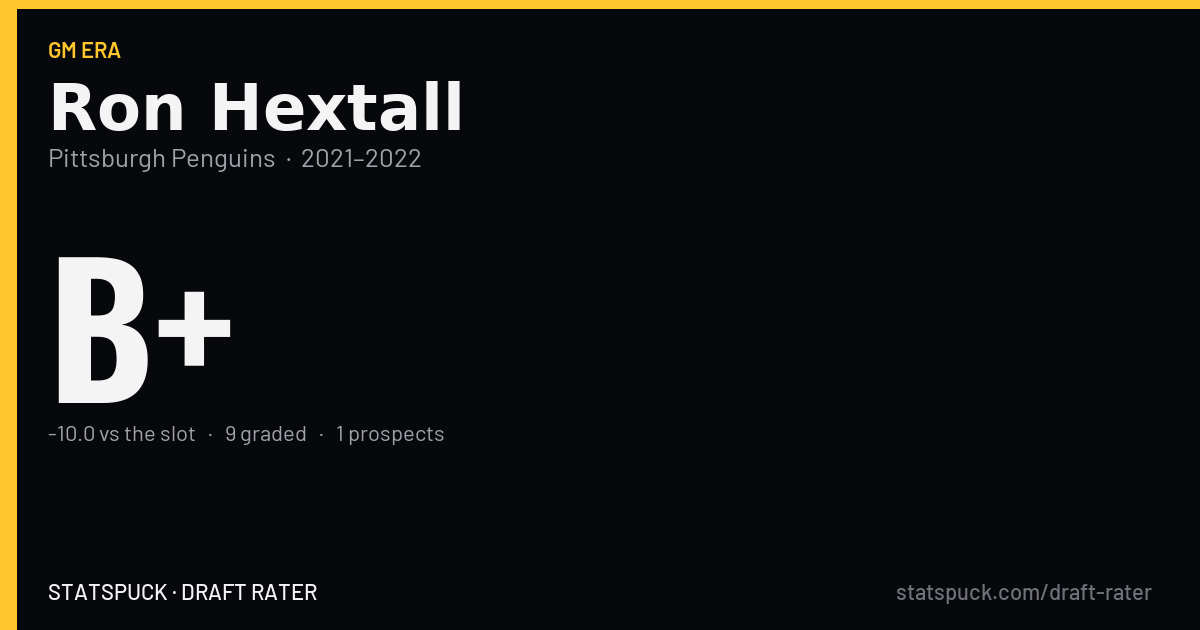 GM ERA
Ron Hextall
Pittsburgh Penguins · 2021–2022
B+
-10.0 vs the slot · 9 graded · 1 prospects
STATSPUCK · DRAFT RATER
statspuck.com/draft-rater